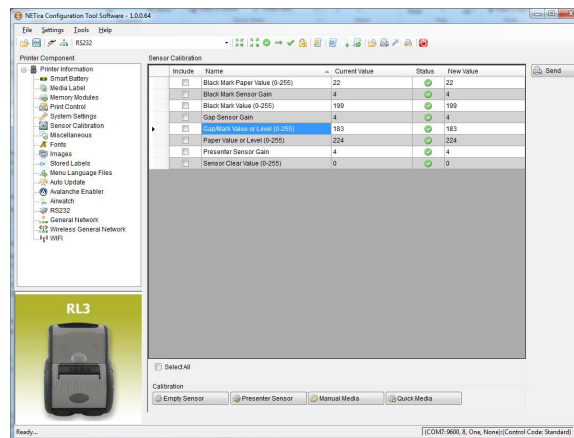 NETira Configuration Tool Software - 1.0.0.64
File Settings Tools Help
RS232
Printer Component
Sensor Calibration
Printer Information
Smart Battery
Media Label
Memory Modules
Print Control
System Settings
Sensor Calibration
Miscellaneous
Fonts
Images
Stored Labels
Menu Language Files
Auto Update
Avalanche Enabler
Airwatch
RS232
General Network
Wireless General Network
WIFI
Include Name Current Value Status New Value
Black Mark Paper Value (0-255) 22 22
Black Mark Sensor Gain 4 4
Black Mark Value (0-255) 199 199
Gap Sensor Gain 4 4
Gap/Mark Value or Level (0-255) 183 183
Paper Value or Level (0-255) 224 224
Presenter Sensor Gain 4 4
Sensor Clear Value (0-255) 0 0
Send
RL3
Select All
Calibration
Empty Sensor Presenter Sensor Manual Media Quick Media
Ready... (COM7:9600, 8, One, None):(Control Code: Standard)